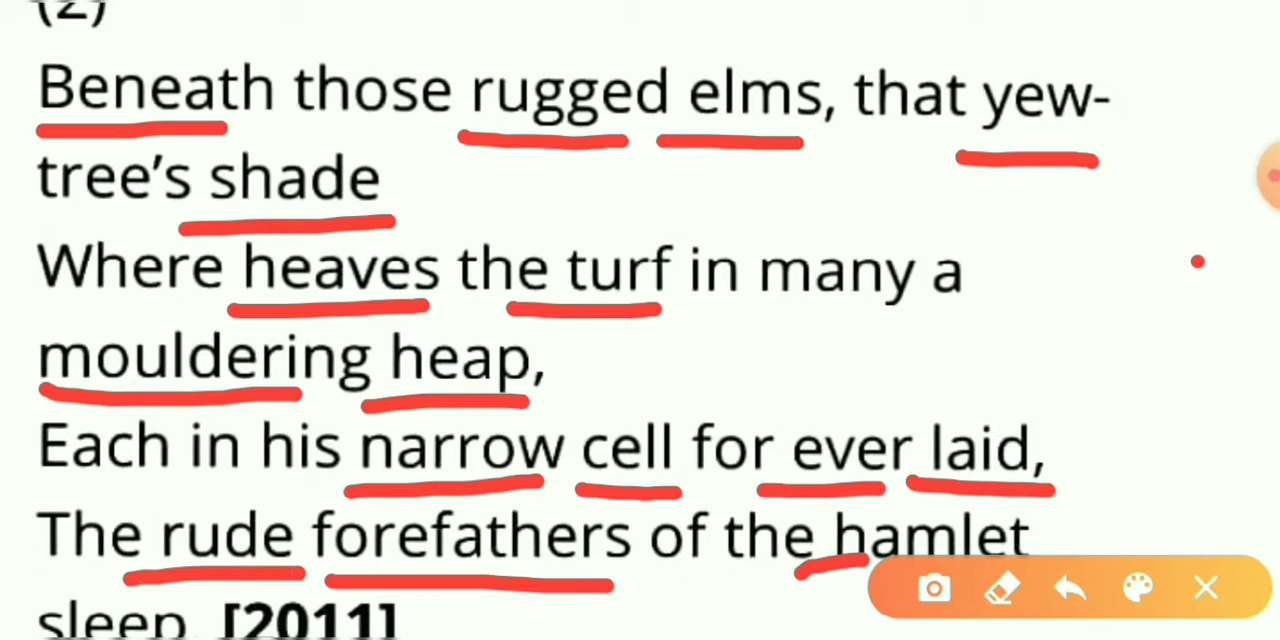 (2)
Beneath those rugged elms, that yew-
tree’s shade
Where heaves the turf in many a
mouldering heap,
Each in his narrow cell for ever laid,
The rude forefathers of the hamlet
sleep. [2011]